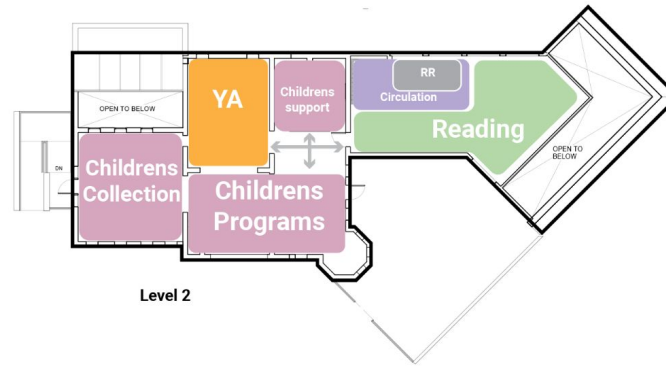 OPEN TO BELOW
DN
YA
Childrens
support
RR
Circulation
Reading
OPEN TO
BELOW
Childrens
Collection
Childrens
Programs
Level 2